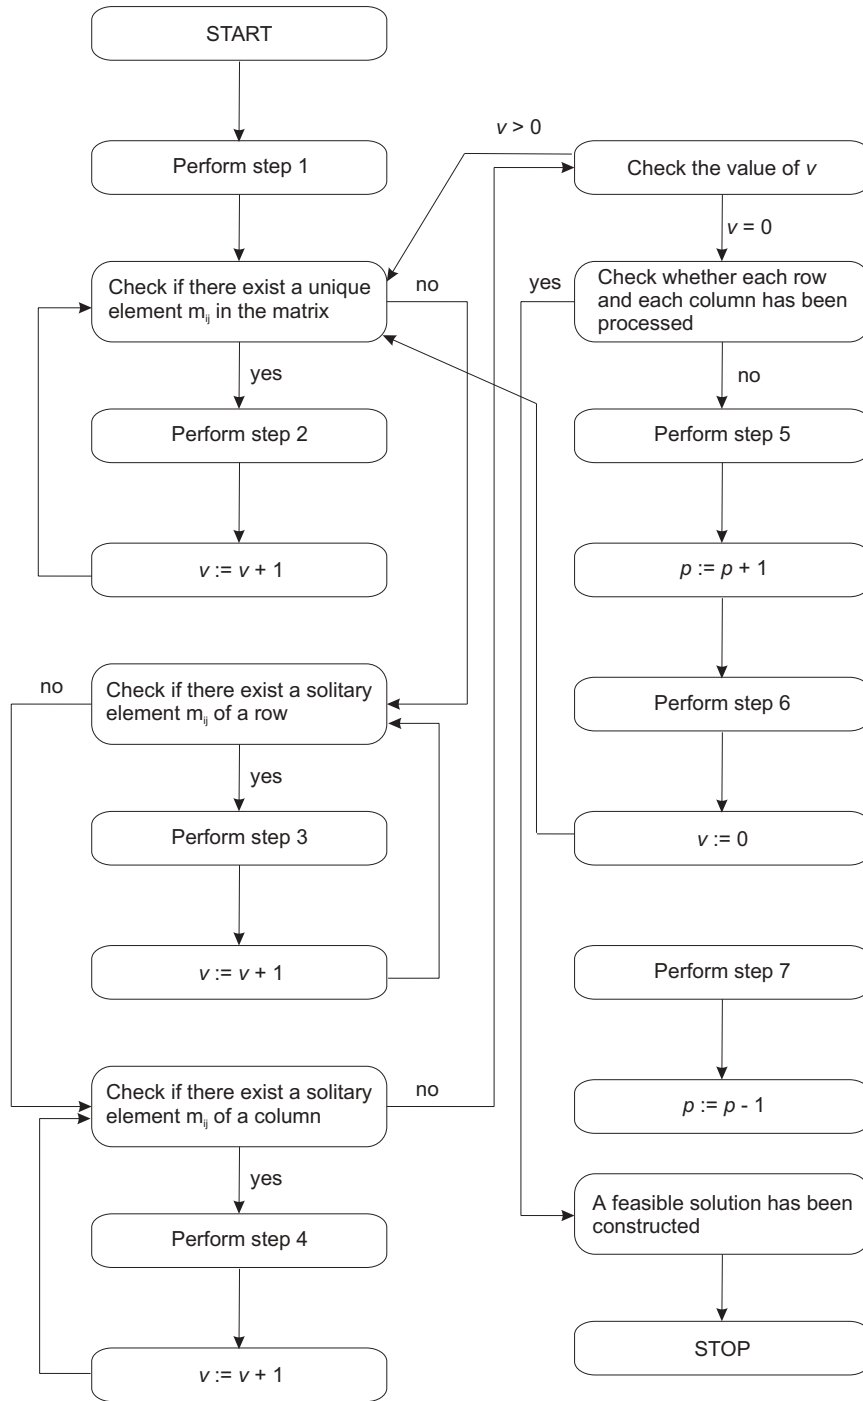 START
Perform step 1
Check if there exist a unique
element mij in the matrix
no
yes
Perform step 2
v := v + 1
no
Check if there exist a solitary
element mij of a row
yes
Perform step 3
v := v + 1
Check if there exist a solitary
element mij of a column
no
yes
Perform step 4
v := v + 1
v > 0
Check the value of v
v = 0
yes
Check whether each row
and each column has been
processed
no
Perform step 5
p := p + 1
Perform step 6
v := 0
Perform step 7
p := p - 1
A feasible solution has been
constructed
STOP